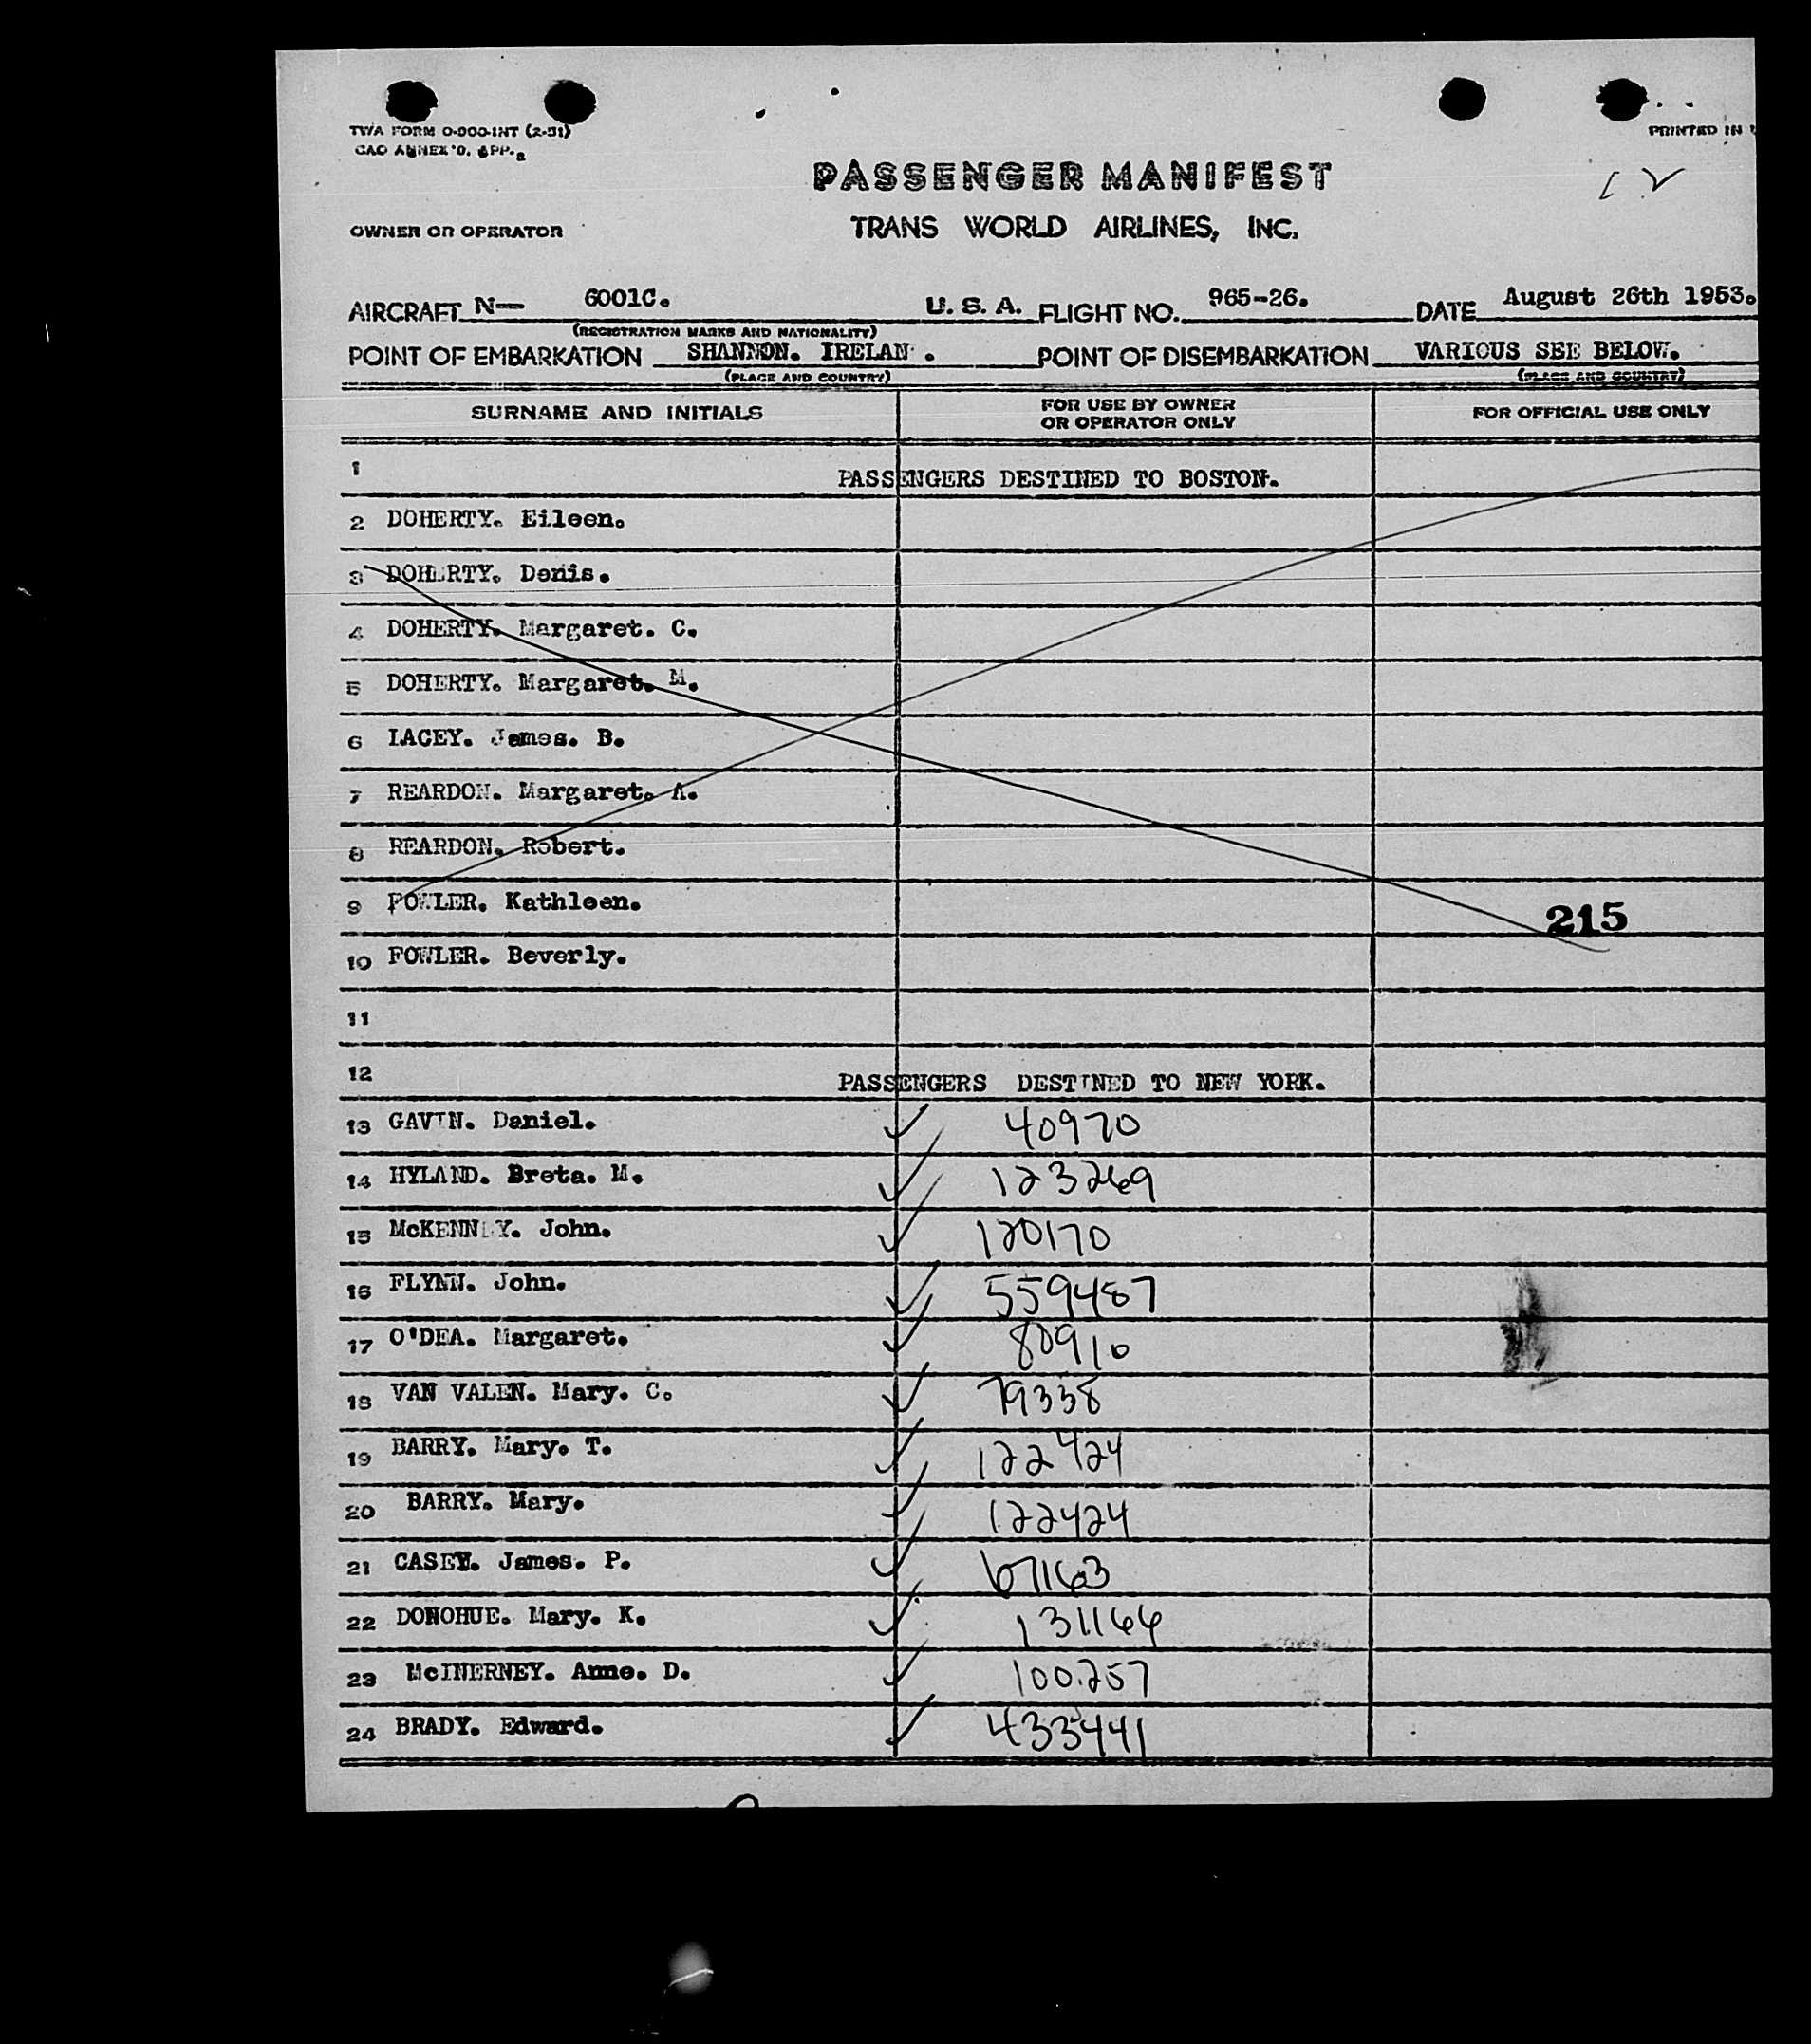 TWA FORM O-900-INT (2-51)
PRINTED IN
CAO ANNEX 9, APP.
PASSENGER MANIFEST
OWNER OR OPERATOR TRANS WORLD AIRLINES, INC.
AIRCRAFT N— 6001C. U. S. A. FLIGHT NO. 965-26. DATE August 26th 1953.
(REGISTRATION MARKS AND NATIONALITY)
POINT OF EMBARKATION SHANNON. IRELAN . POINT OF DISEMBARKATION VARIOUS SEE BELOW.
(PLACE AND COUNTRY) (PLACE AND COUNTRY)
SURNAME AND INITIALS FOR USE BY OWNER OR OPERATOR ONLY FOR OFFICIAL USE ONLY
1 PASSENGERS DESTINED TO BOSTON.
2 DOHERTY. Eileen.
3 DOHERTY. Denis.
4 DOHERTY. Margaret. C.
5 DOHERTY. Margaret. M.
6 LACEY. James. B.
7 REARDON. Margaret. A.
8 REARDON. Robert.
9 FOWLER. Kathleen. 215
10 FOWLER. Beverly.
11
12 PASSENGERS DESTINED TO NEW YORK.
13 GAVIN. Daniel. ✓ 40970
14 HYLAND. Breta. M. ✓ 123269
15 McKENNEY. John. ✓ 120170
16 FLYNN. John. ✓ 559487
17 O'DEA. Margaret. ✓ 80910
18 VAN VALEN. Mary. C. ✓ 79338
19 BARRY. Mary. T. ✓ 122424
20 BARRY. Mary. ✓ 122424
21 CASEY. James. P. ✓ 67163
22 DONOHUE. Mary. K. ✓ 131166
23 McINERNEY. Anne. D. ✓ 100.257
24 BRADY. Edward. ✓ 433441